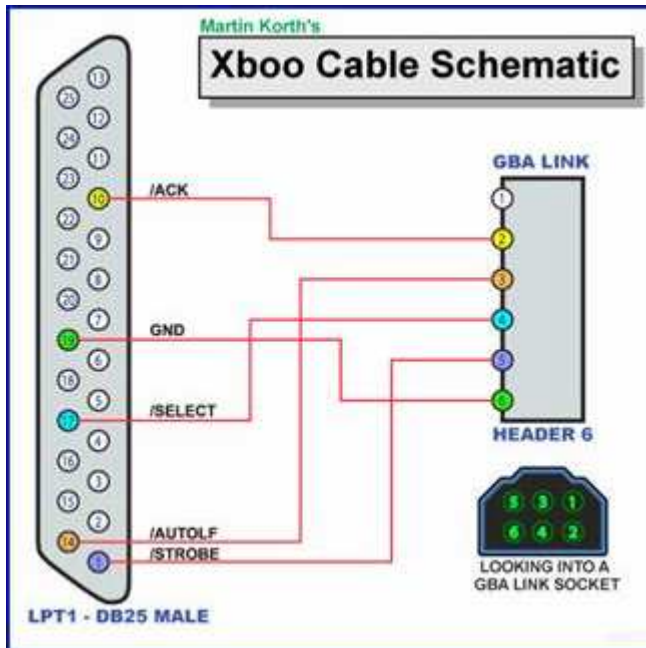 Martin Korth's
Xboo Cable Schematic
GBA LINK
13
25
12
24
11
23
/ACK
10
1
22
9
2
21
8
3
20
7
GND
4
19
6
5
18
5
/SELECT
6
17
4
HEADER 6
16
3
15
2
5 3 1
/AUTOLF
14
6 4 2
/STROBE
LOOKING INTO A
GBA LINK SOCKET
LPT1 - DB25 MALE